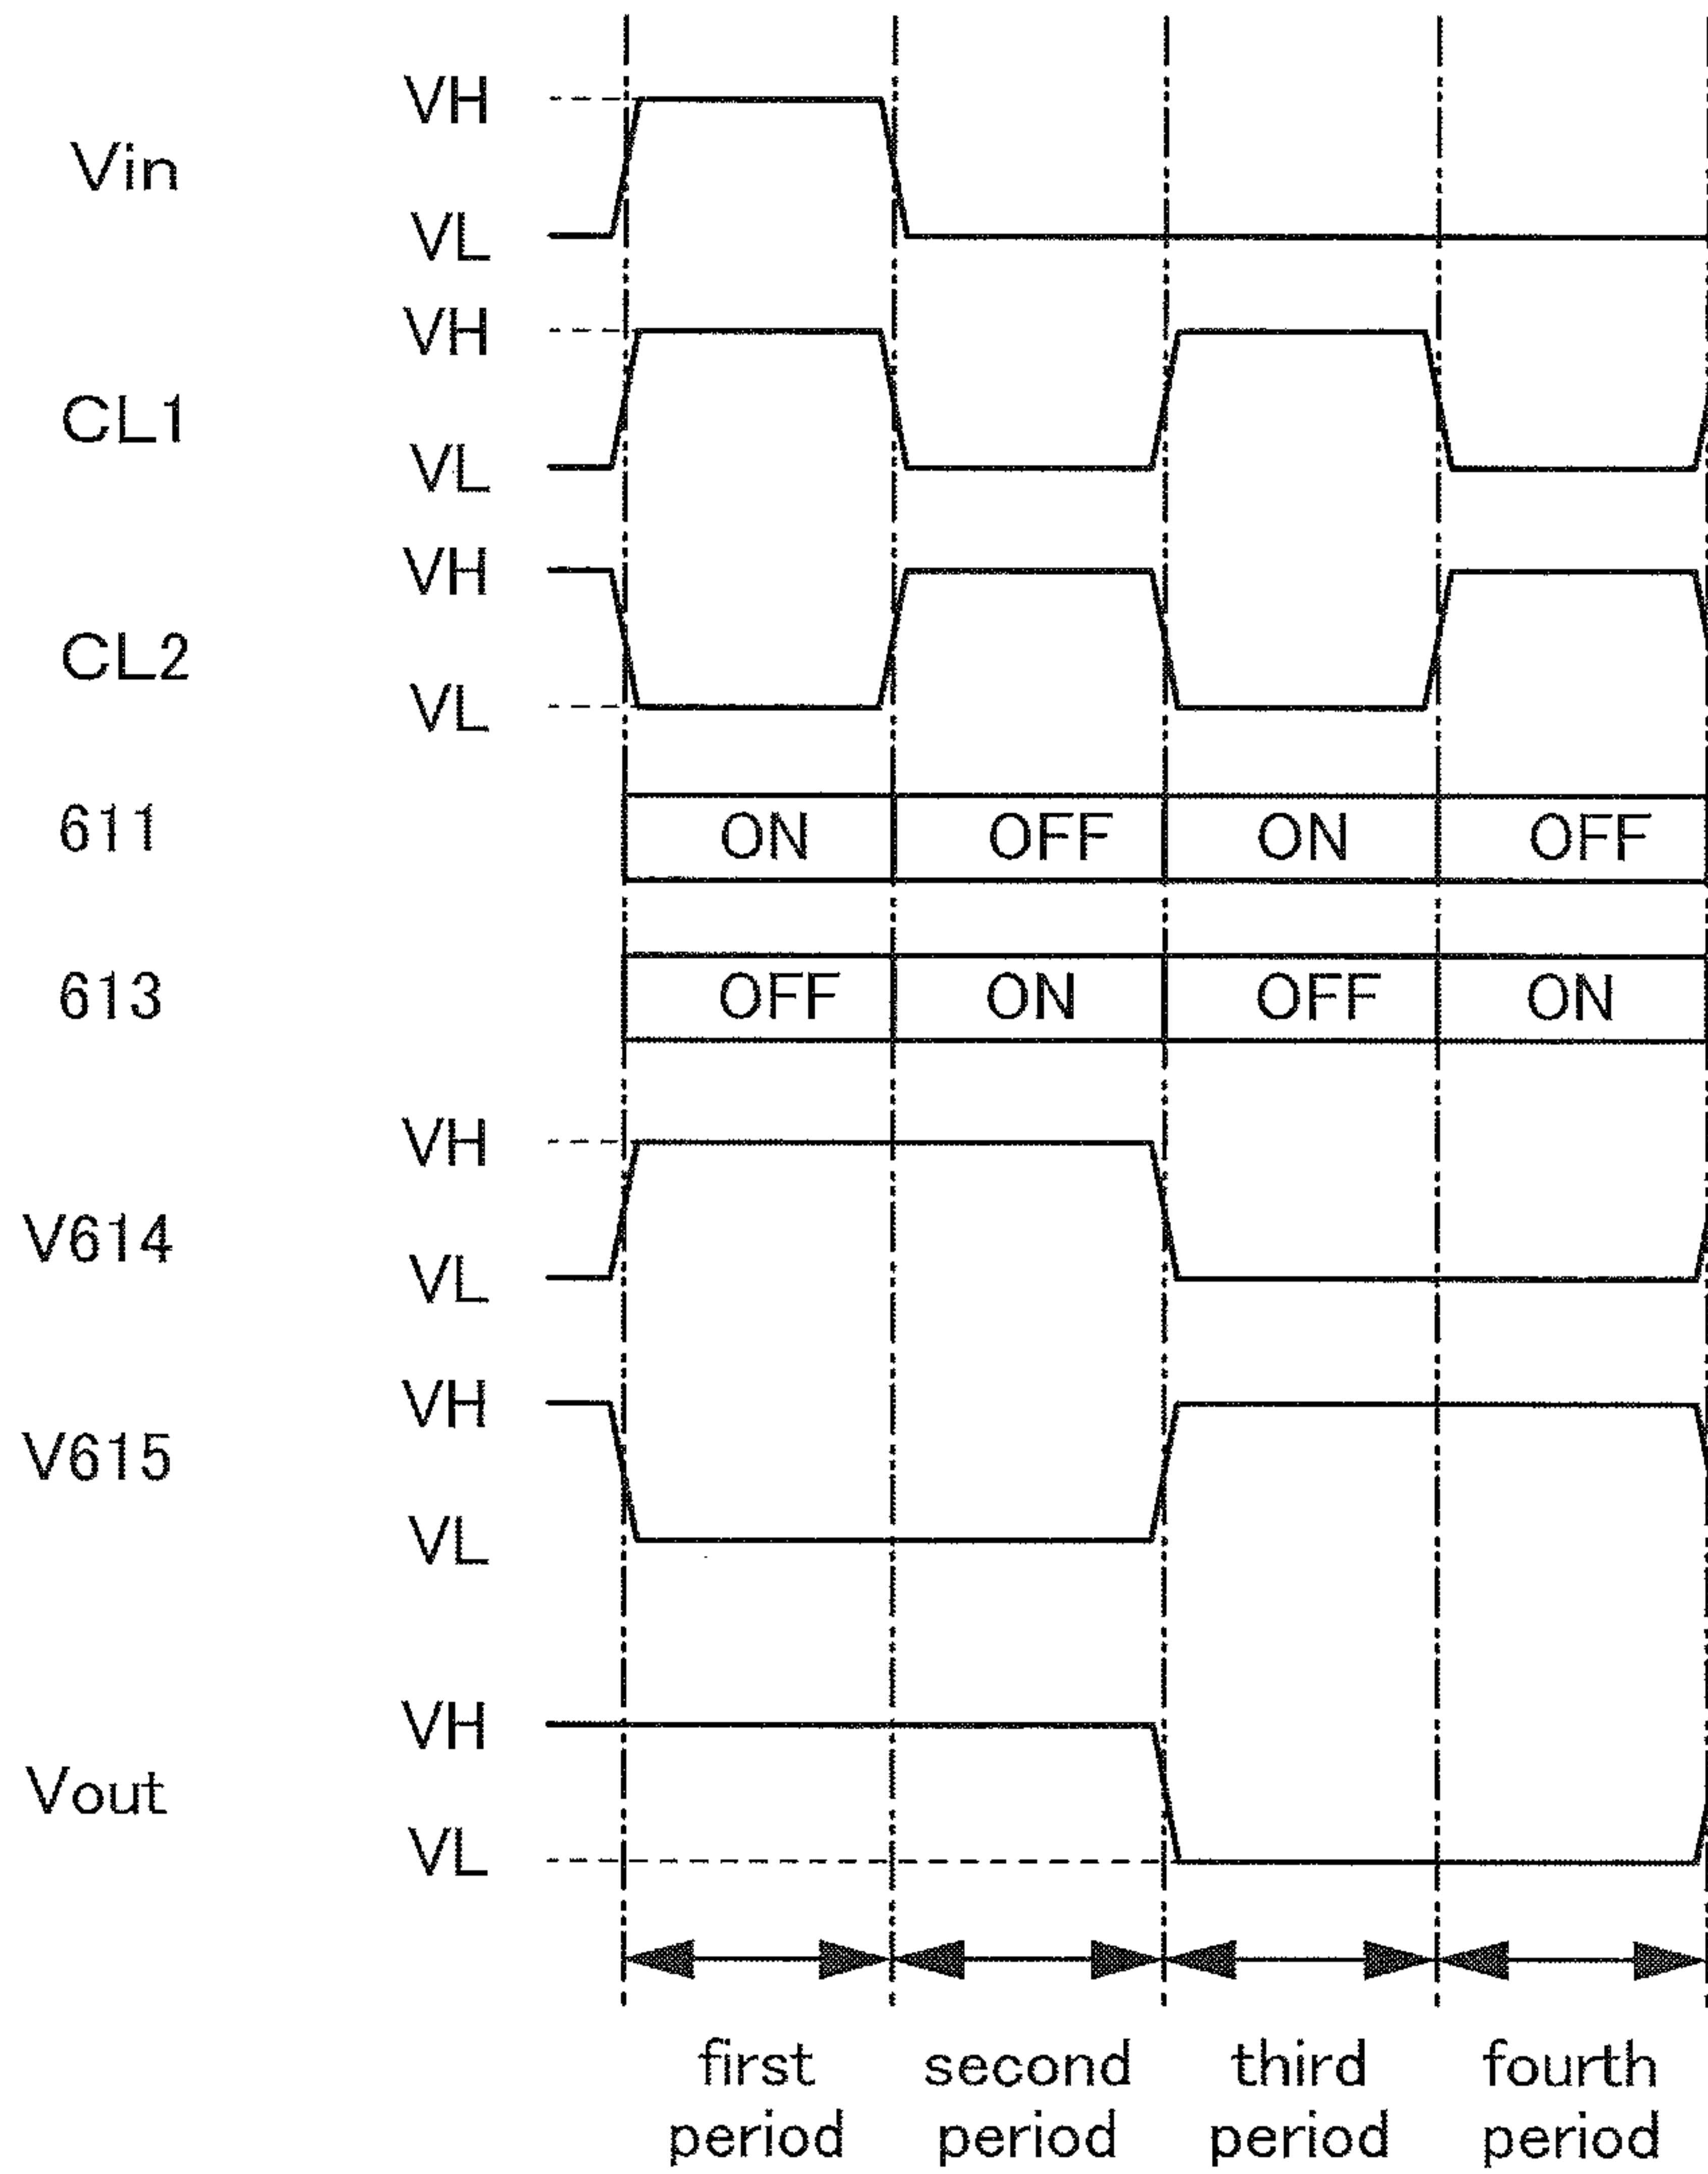 VH
Vin
VL
VH
CL1
VL
VH
CL2
VL
611 ON OFF ON OFF
613 OFF ON OFF ON
VH
V614
VL
VH
V615
VL
VH
Vout
VL
first period
second period
third period
fourth period